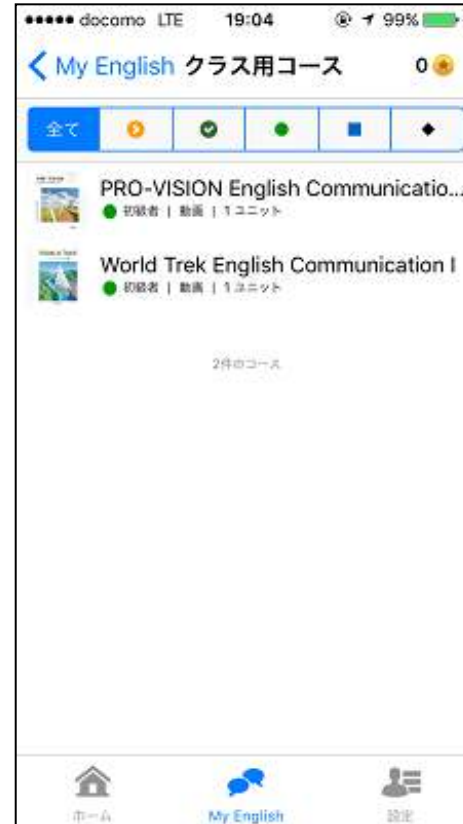 docomo LTE 19:04 99%
My English クラス用コース 0
全て
PRO-VISION English Communicatio...
初級者 | 動画 | 1ユニット
World Trek English Communication I
初級者 | 動画 | 1ユニット
2件のコース
ホーム My English 設定